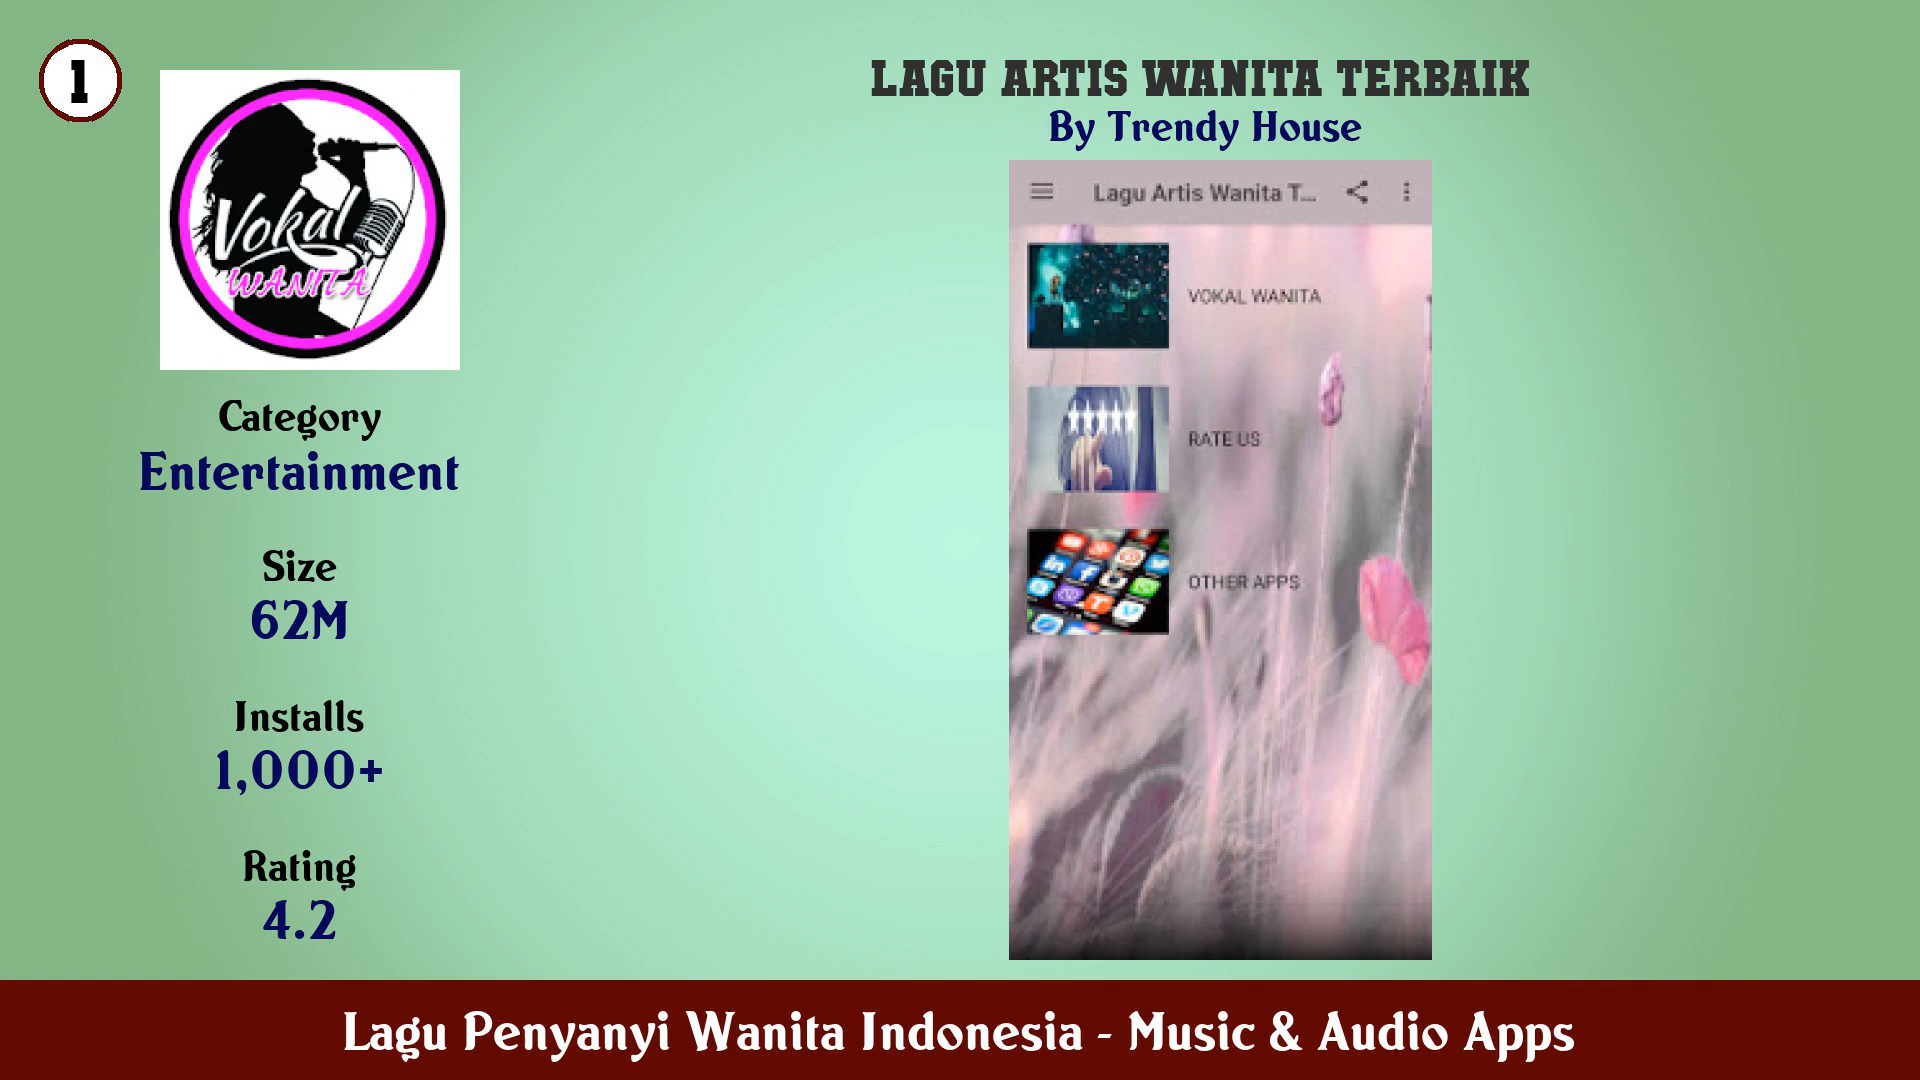 1
Vokal
WANITA
Category
Entertainment
Size
62M
Installs
1,000+
Rating
4.2
LAGU ARTIS WANITA TERBAIK
By Trendy House
Lagu Artis Wanita T...
VOKAL WANITA
RATE US
OTHER APPS
Lagu Penyanyi Wanita Indonesia - Music & Audio Apps